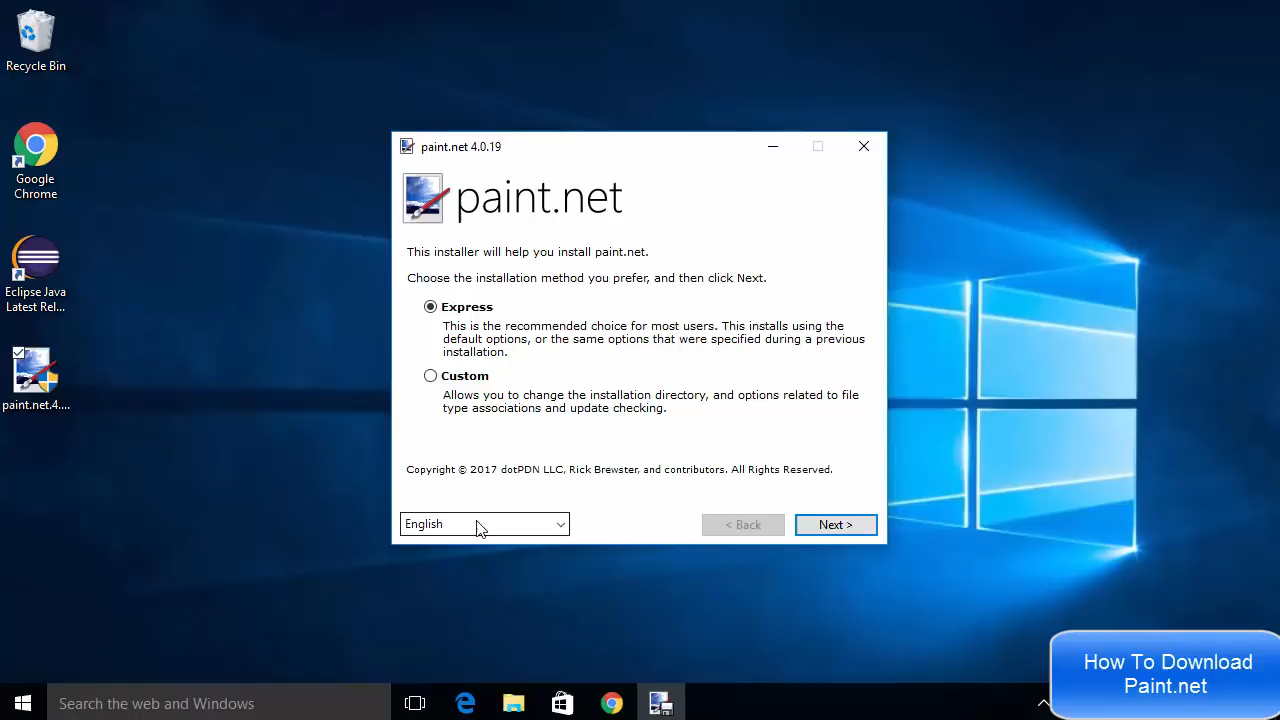 Recycle Bin
Google
Chrome
Eclipse Java
Latest Rel...
paint.net.4....
paint.net 4.0.19
paint.net
This installer will help you install paint.net.
Choose the installation method you prefer, and then click Next.
Express
This is the recommended choice for most users. This installs using the
default options, or the same options that were specified during a previous
installation.
Custom
Allows you to change the installation directory, and options related to file
type associations and update checking.
Copyright © 2017 dotPDN LLC, Rick Brewster, and contributors. All Rights Reserved.
English
< Back
Next >
Search the web and Windows
How To Download
Paint.net